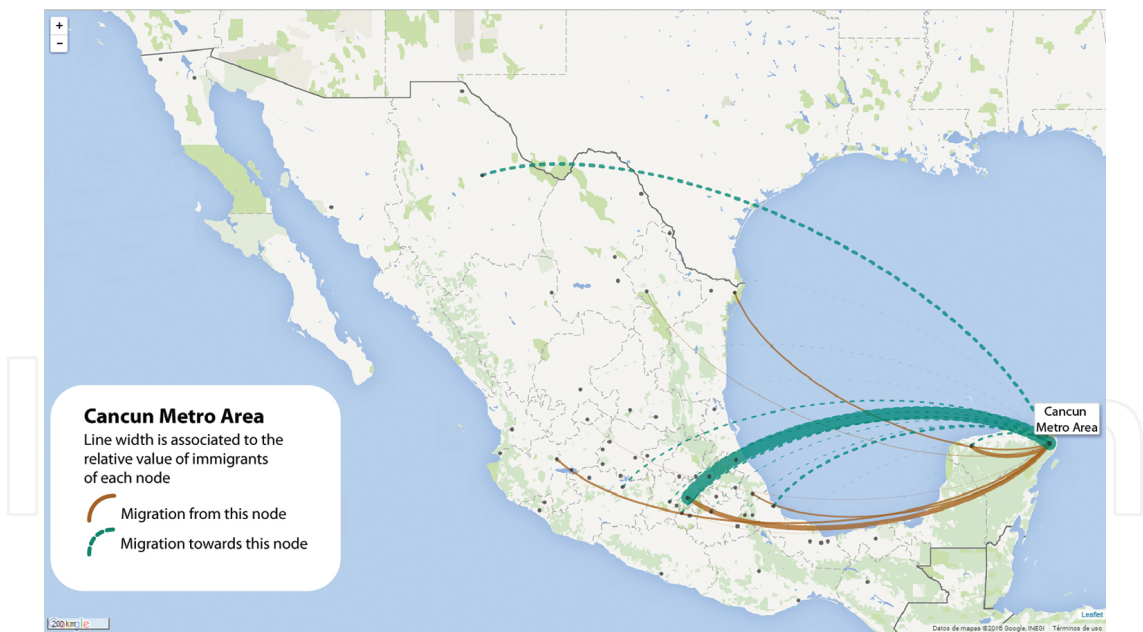 +
−
Cancun
Metro Area
Cancun Metro Area
Line width is associated to the
relative value of immigrants
of each node
Migration from this node
Migration towards this node
200 km
Leaflet
Datos de mapas ©2016 Google, INEGI - Términos de uso